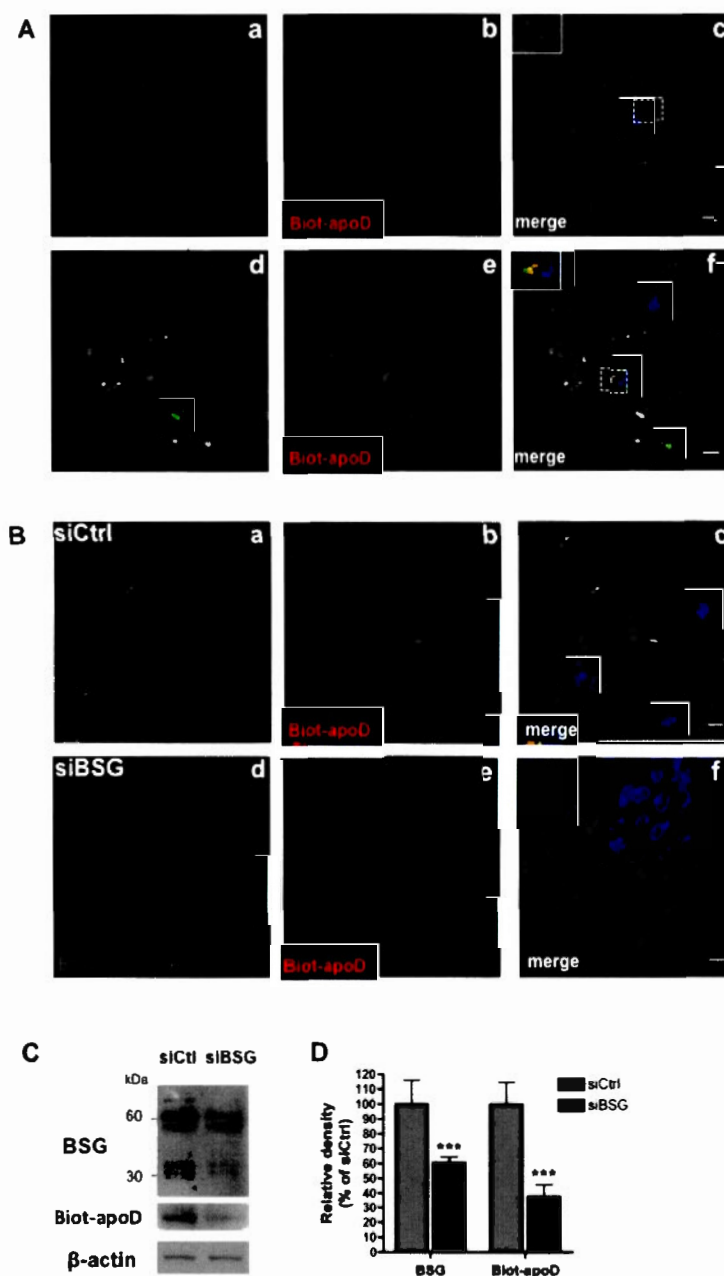 A
a
b
c
Biot-apoD
merge
d
e
f
Biot-apoD
merge
B
siCtrl
a
b
c
Biot-apoD
merge
siBSG
d
e
f
Biot-apoD
merge
C
siCtl siBSG
kDa
60
BSG
30
Biot-apoD
β-actin
D
120
110
100
90
80
70
60
50
40
30
20
10
0
Relative density
(% of siCtrl)
***
***
siCtrl
siBSG
BSG
Biot-apoD